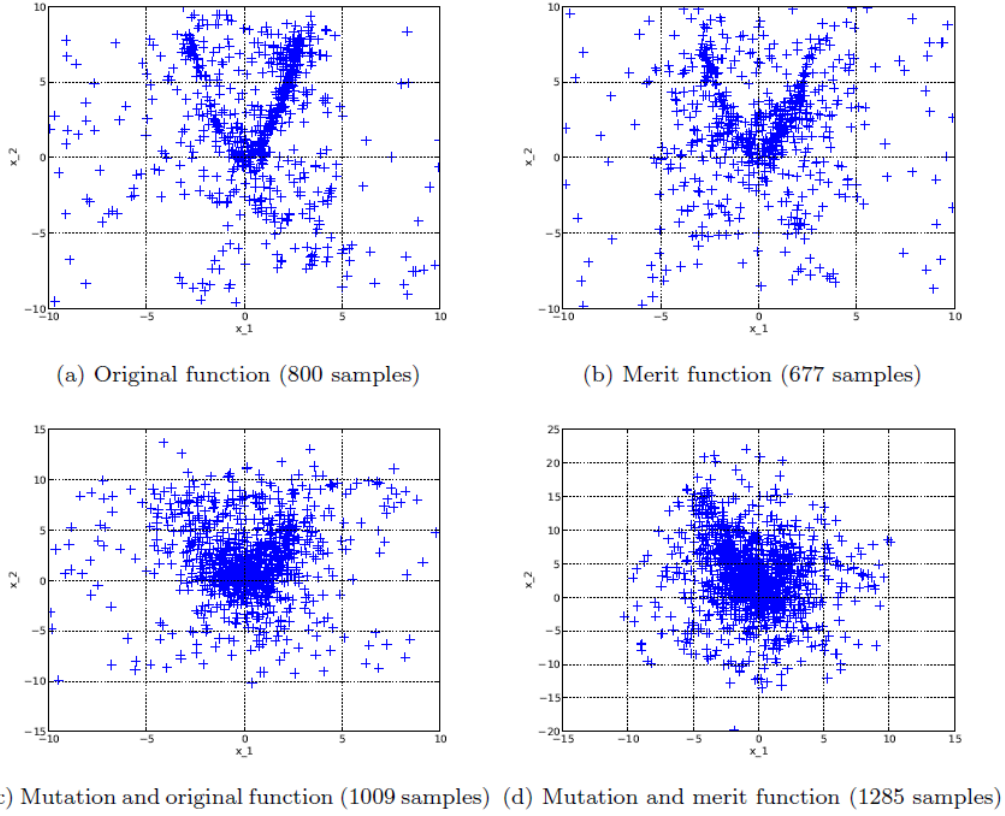 10
5
0
−5
−10
−10 −5 0 5 10
x_1
x_2
(a) Original function (800 samples)
10
5
0
−5
−10
−10 −5 0 5 10
x_1
x_2
(b) Merit function (677 samples)
15
10
5
0
−5
−10
−15
−10 −5 0 5 10
x_1
x_2
) Mutation and original function (1009 samples)
25
20
15
10
5
0
−5
−10
−15
−20
−15 −10 −5 0 5 10 15
x_1
x_2
(d) Mutation and merit function (1285 samples)